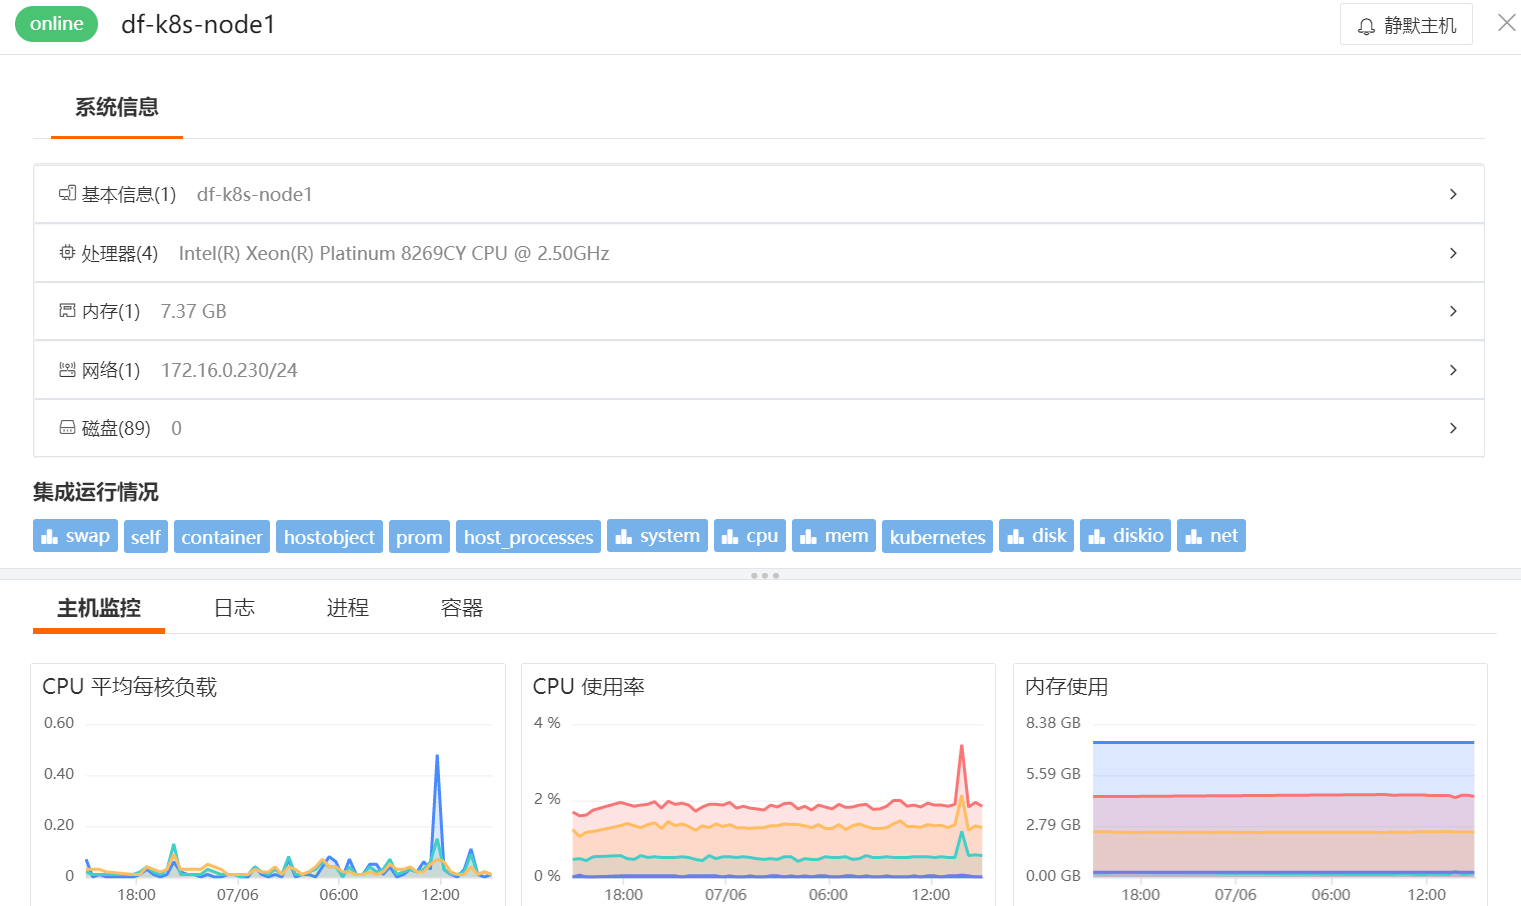 online df-k8s-node1 静默主机
系统信息
基本信息(1) df-k8s-node1
处理器(4) Intel(R) Xeon(R) Platinum 8269CY CPU @ 2.50GHz
内存(1) 7.37 GB
网络(1) 172.16.0.230/24
磁盘(89) 0
集成运行情况
swap self container hostobject prom host_processes system cpu mem kubernetes disk diskio net
主机监控 日志 进程 容器
CPU 平均每核负载
0.60
0.40
0.20
0
18:00 07/06 06:00 12:00
CPU 使用率
4 %
2 %
0 %
18:00 07/06 06:00 12:00
内存使用
8.38 GB
5.59 GB
2.79 GB
0.00 GB
18:00 07/06 06:00 12:00